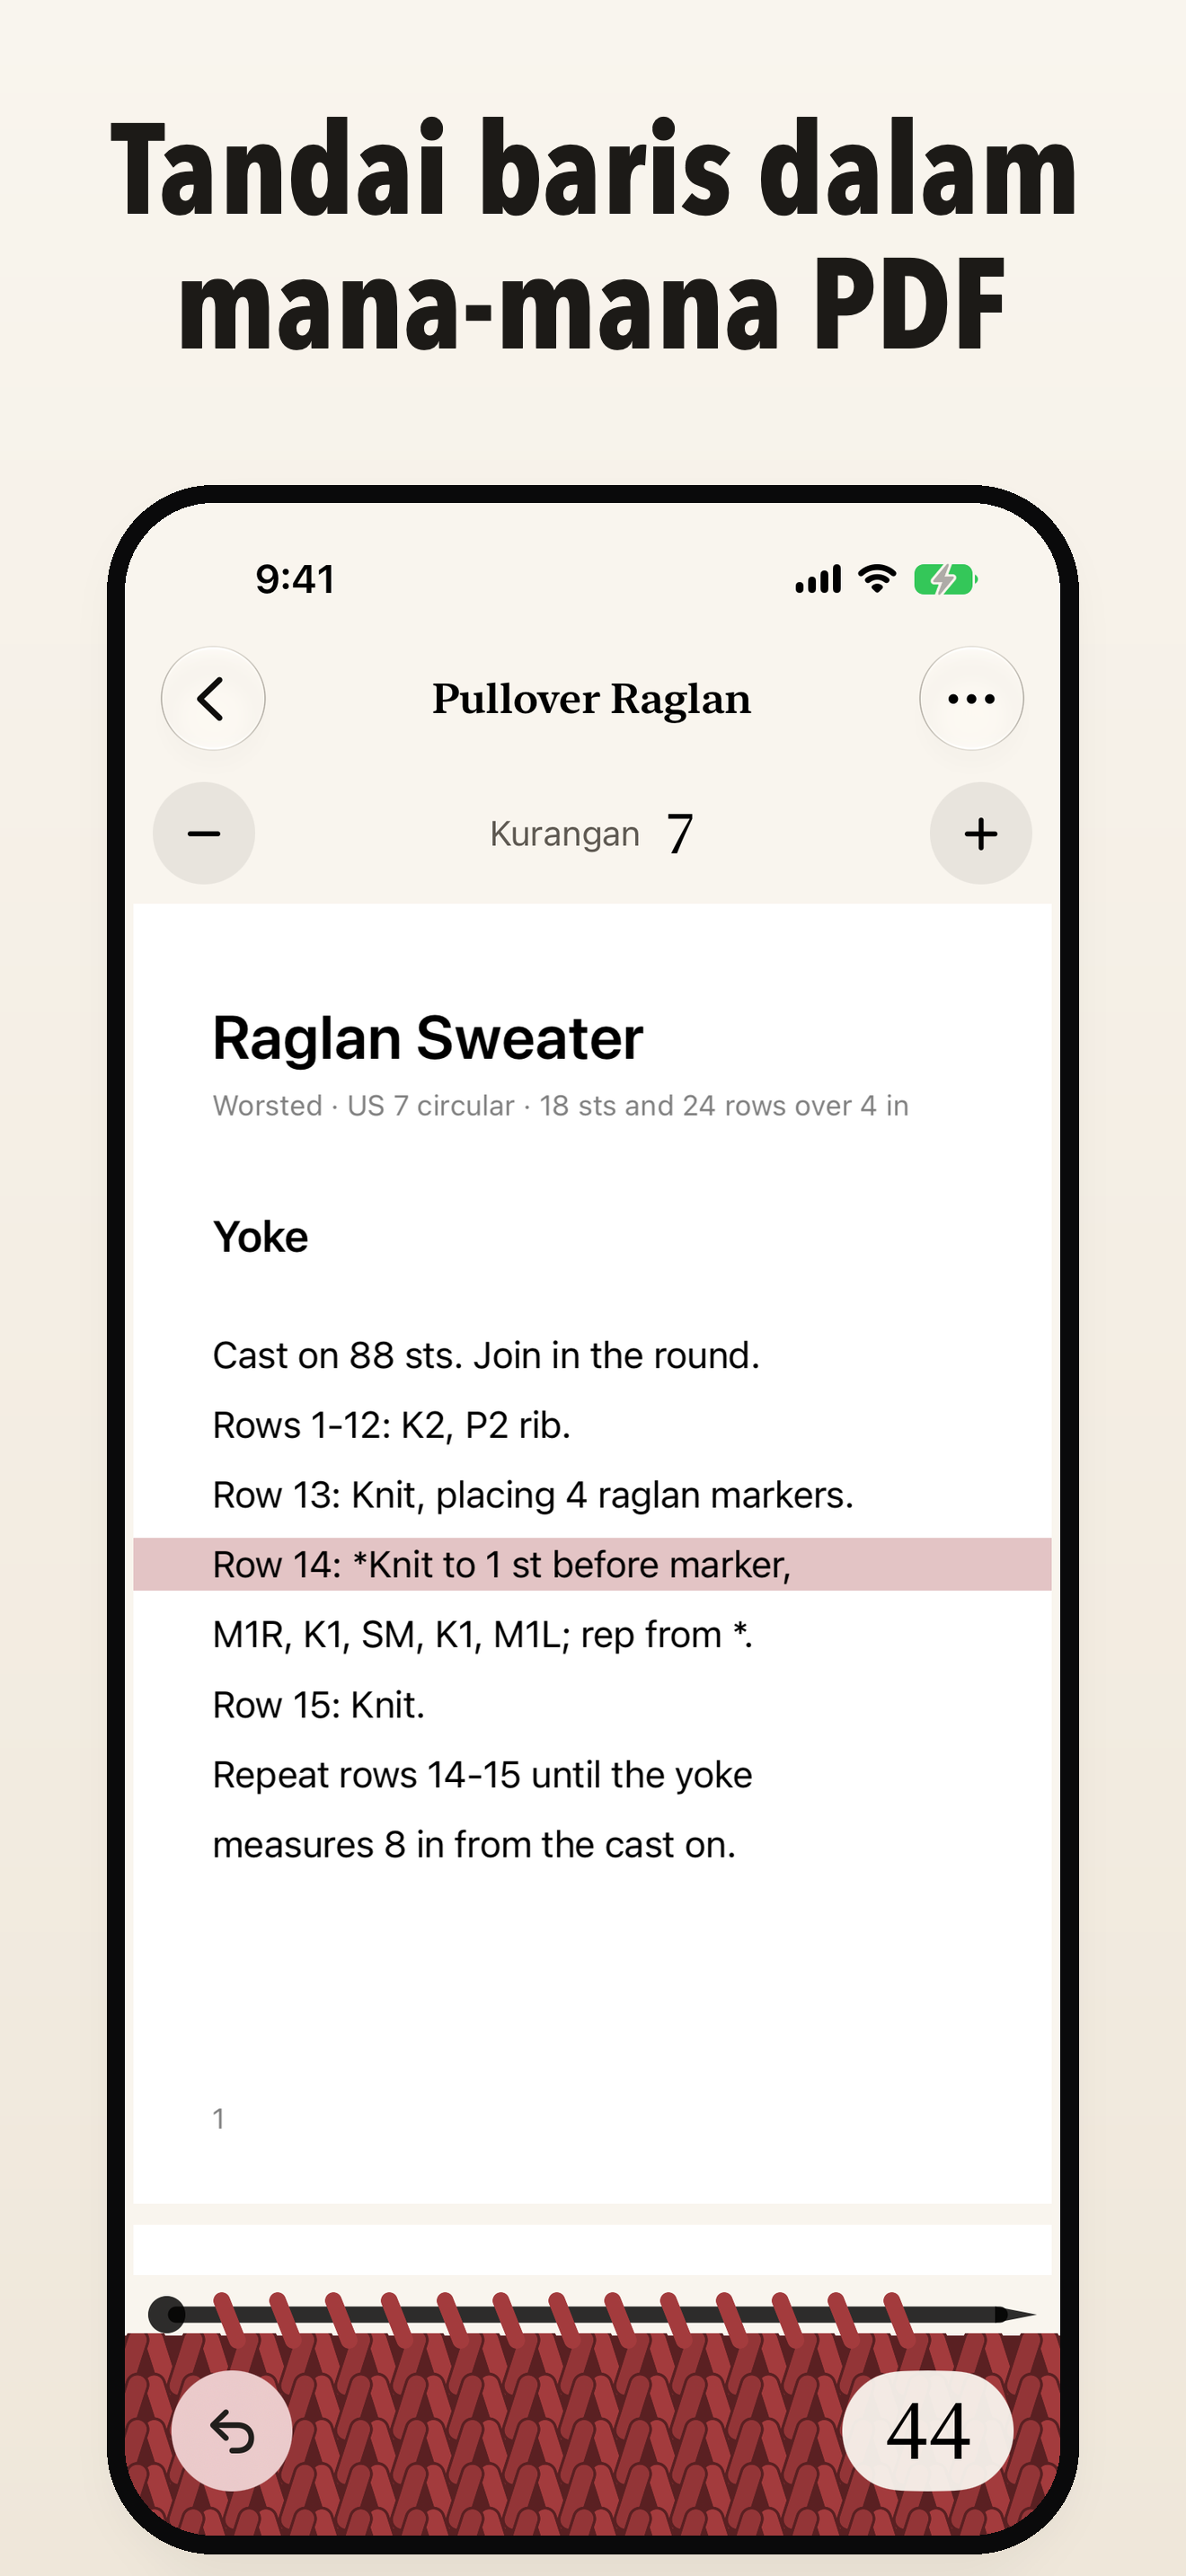 Tandai baris dalam
mana-mana PDF
9:41
Pullover Raglan
Kurangan 7
Raglan Sweater
Worsted · US 7 circular · 18 sts and 24 rows over 4 in
Yoke
Cast on 88 sts. Join in the round.
Rows 1-12: K2, P2 rib.
Row 13: Knit, placing 4 raglan markers.
Row 14: *Knit to 1 st before marker,
M1R, K1, SM, K1, M1L; rep from *.
Row 15: Knit.
Repeat rows 14-15 until the yoke
measures 8 in from the cast on.
1
44